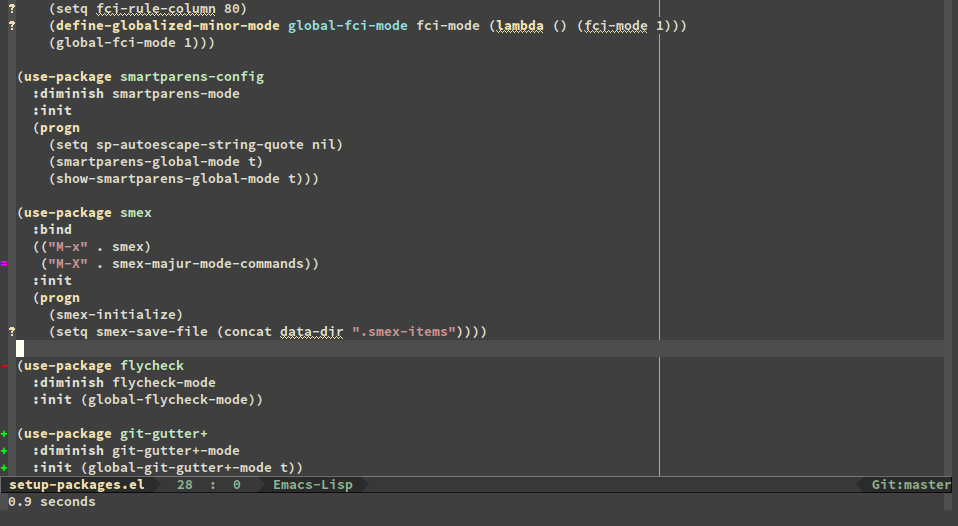 ?    (setq fci-rule-column 80)
?    (define-globalized-minor-mode global-fci-mode fci-mode (lambda () (fci-mode 1)))
     (global-fci-mode 1)))

 (use-package smartparens-config
   :diminish smartparens-mode
   :init
   (progn
     (setq sp-autoescape-string-quote nil)
     (smartparens-global-mode t)
     (show-smartparens-global-mode t)))

 (use-package smex
   :bind
   (("M-x" . smex)
=   ("M-X" . smex-majur-mode-commands))
   :init
   (progn
     (smex-initialize)
?    (setq smex-save-file (concat data-dir ".smex-items"))))

-(use-package flycheck
   :diminish flycheck-mode
   :init (global-flycheck-mode))

+(use-package git-gutter+
+  :diminish git-gutter+-mode
+  :init (global-git-gutter+-mode t))
setup-packages.el 28 : 0 Emacs-Lisp Git:master
0.9 seconds